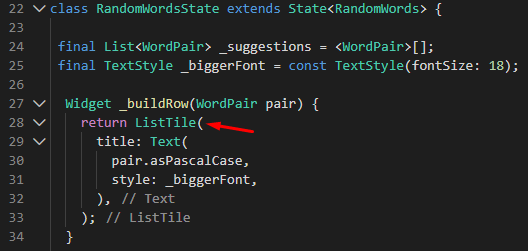 22 class RandomWordsState extends State<RandomWords> {
23
24 final List<WordPair> _suggestions = <WordPair>[];
25 final TextStyle _biggerFont = const TextStyle(fontSize: 18);
26
27 Widget _buildRow(WordPair pair) {
28 return ListTile(
29 title: Text(
30 pair.asPascalCase,
31 style: _biggerFont,
32 ), // Text
33 ); // ListTile
34 }